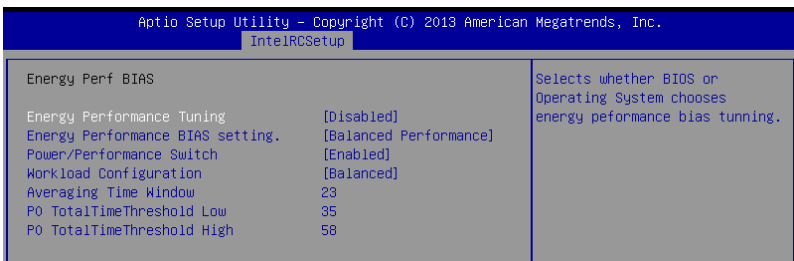 Aptio Setup Utility – Copyright (C) 2013 American Megatrends, Inc.
IntelRCSetup
Energy Perf BIAS
Energy Performance Tuning [Disabled]
Energy Performance BIAS setting. [Balanced Performance]
Power/Performance Switch [Enabled]
Workload Configuration [Balanced]
Averaging Time Window 23
P0 TotalTimeThreshold Low 35
P0 TotalTimeThreshold High 58
Selects whether BIOS or
Operating System chooses
energy peformance bias tunning.